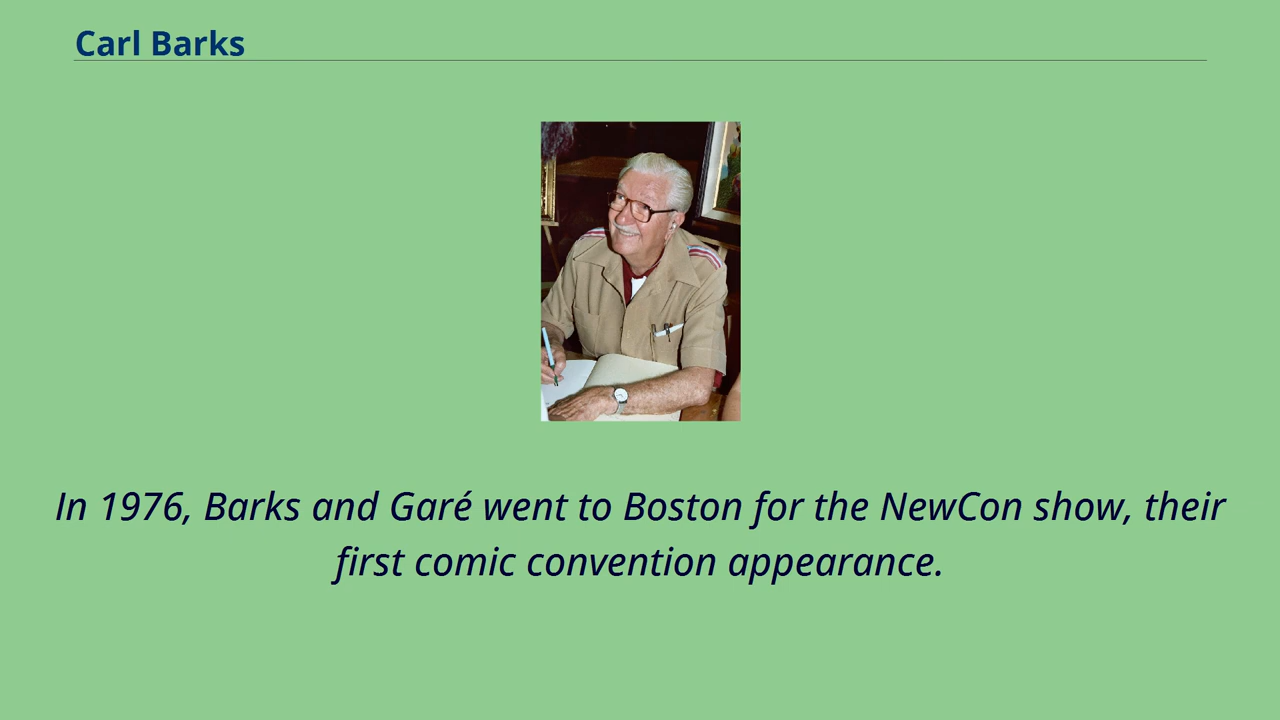 Carl Barks
In 1976, Barks and Garé went to Boston for the NewCon show, their
first comic convention appearance.